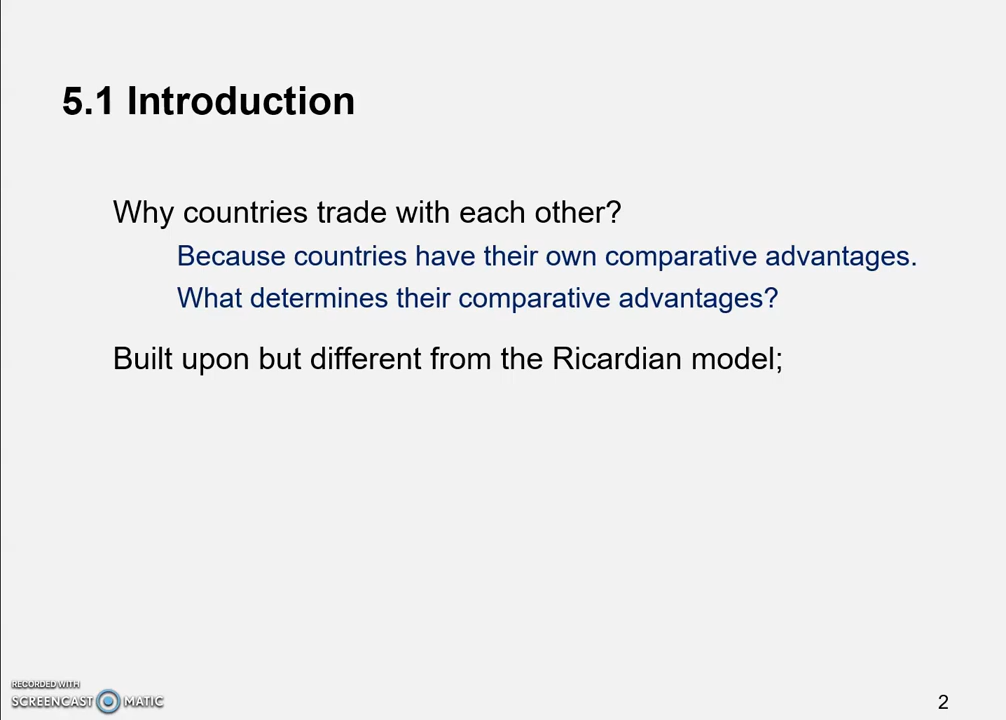 5.1 Introduction
Why countries trade with each other?
Because countries have their own comparative advantages.
What determines their comparative advantages?
Built upon but different from the Ricardian model;
RECORDED WITH
SCREENCAST MATIC
2